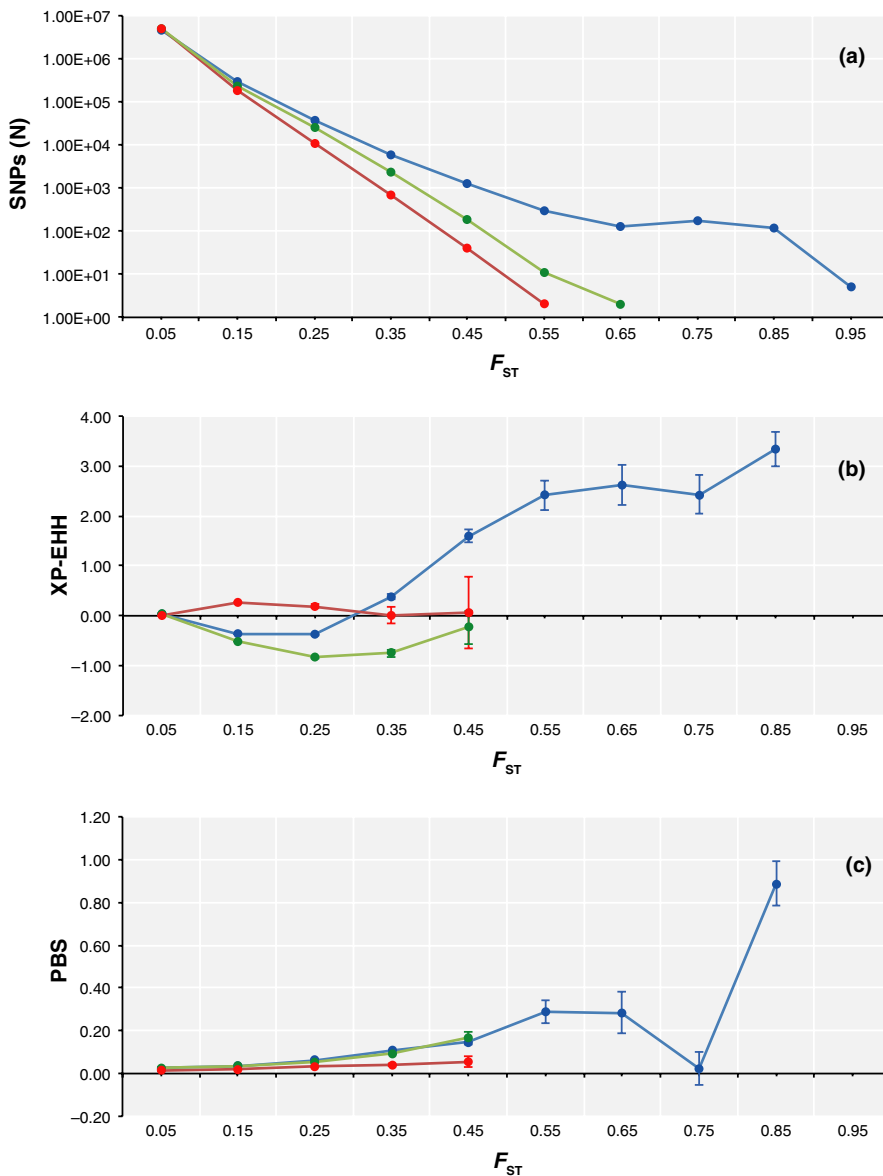 1.00E+07
1.00E+06
1.00E+05
1.00E+04
1.00E+03
1.00E+02
1.00E+01
1.00E+00
SNPs (N)
(a)
0.05 0.15 0.25 0.35 0.45 0.55 0.65 0.75 0.85 0.95
FST
4.00
3.00
2.00
1.00
0.00
−1.00
−2.00
XP-EHH
(b)
0.05 0.15 0.25 0.35 0.45 0.55 0.65 0.75 0.85 0.95
FST
1.20
1.00
0.80
0.60
0.40
0.20
0.00
−0.20
PBS
(c)
0.05 0.15 0.25 0.35 0.45 0.55 0.65 0.75 0.85 0.95
FST